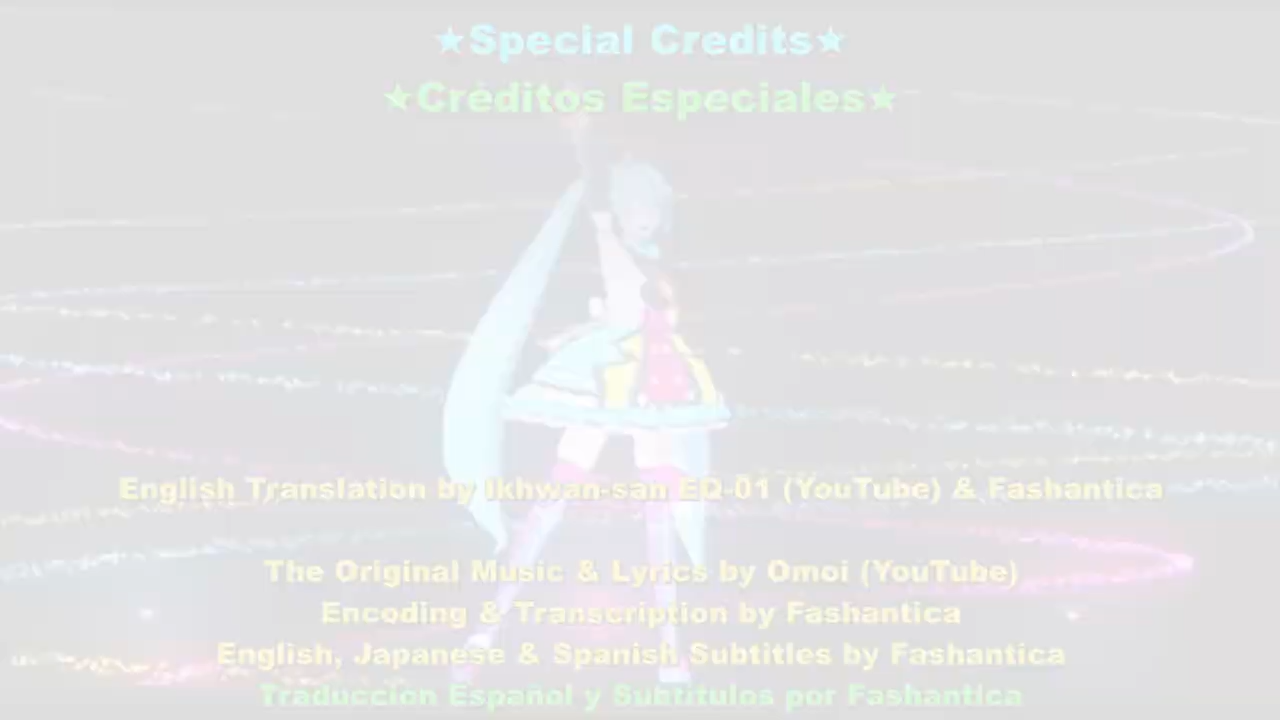 ★Special Credits★
★Créditos Especiales★
English Translation by Ikhwan-san EQ-01 (YouTube) & Fashantica
The Original Music & Lyrics by Omoi (YouTube)
Encoding & Transcription by Fashantica
English, Japanese & Spanish Subtitles by Fashantica
Traduccion Español y Subtitulos por Fashantica